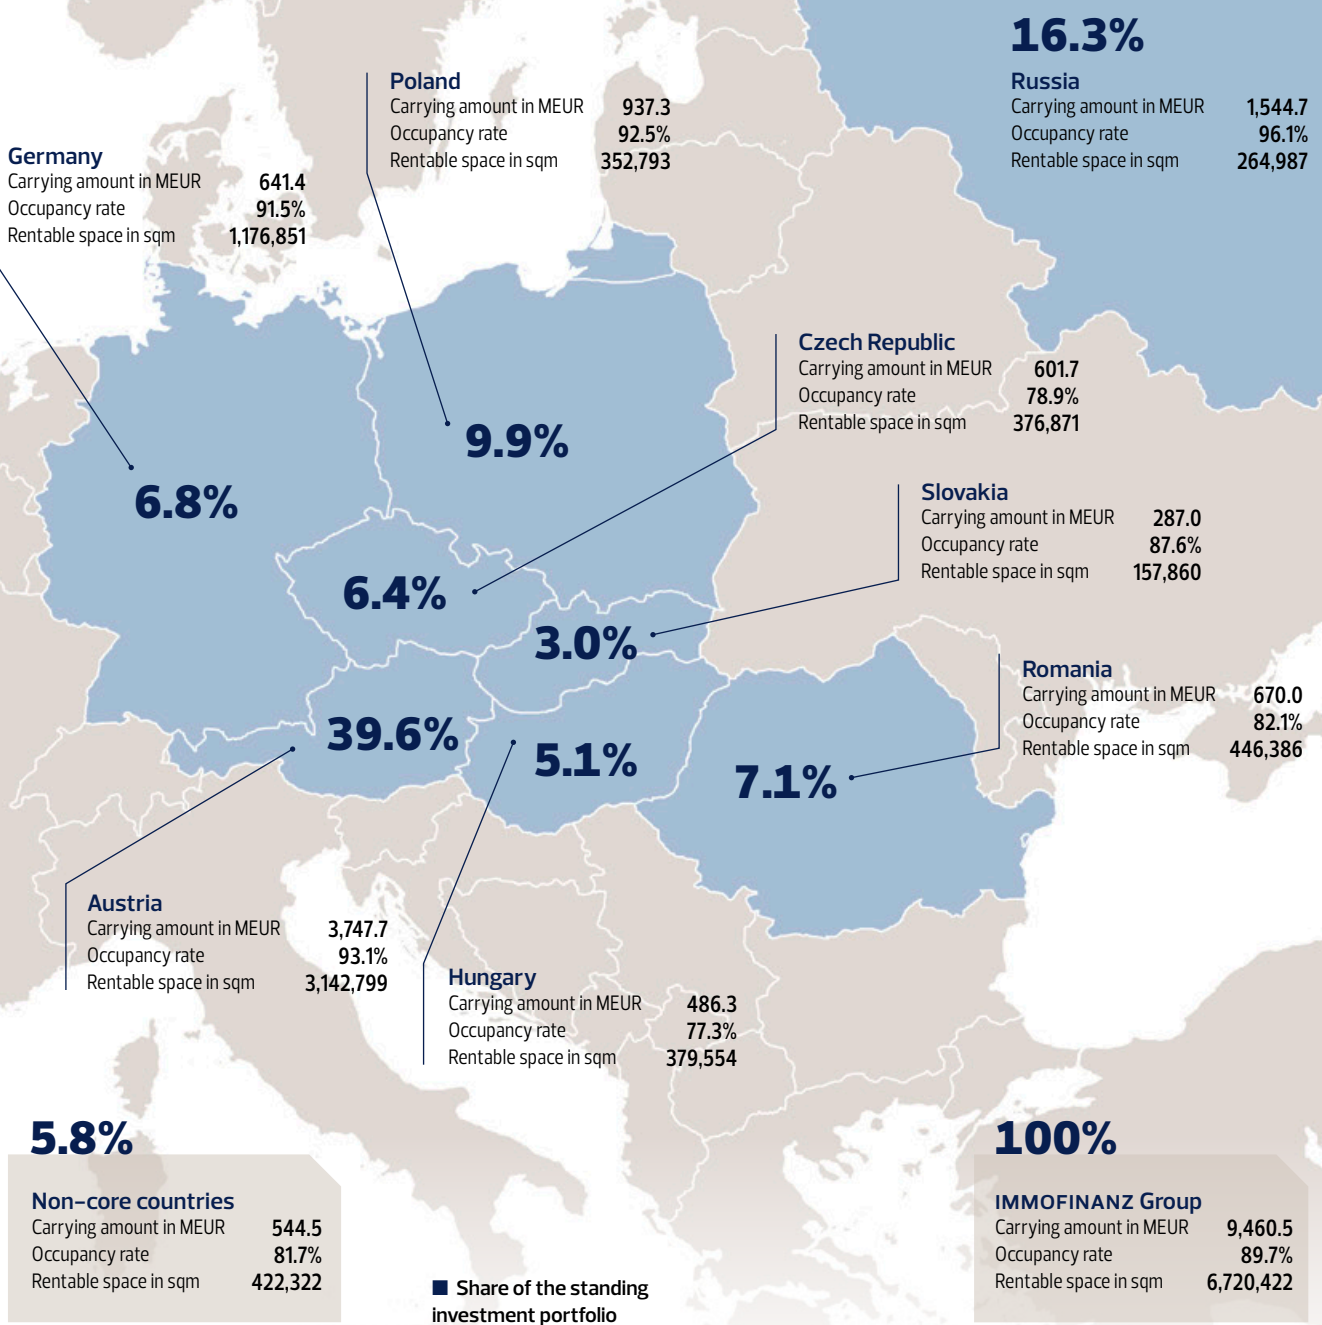 16.3%
Russia
Carrying amount in MEUR 1,544.7
Occupancy rate 96.1%
Rentable space in sqm 264,987
Poland
Carrying amount in MEUR 937.3
Occupancy rate 92.5%
Rentable space in sqm 352,793
Germany
Carrying amount in MEUR 641.4
Occupancy rate 91.5%
Rentable space in sqm 1,176,851
Czech Republic
Carrying amount in MEUR 601.7
Occupancy rate 78.9%
Rentable space in sqm 376,871
9.9%
6.8%
Slovakia
Carrying amount in MEUR 287.0
Occupancy rate 87.6%
Rentable space in sqm 157,860
6.4%
3.0%
Romania
Carrying amount in MEUR 670.0
Occupancy rate 82.1%
Rentable space in sqm 446,386
39.6%
5.1%
7.1%
Austria
Carrying amount in MEUR 3,747.7
Occupancy rate 93.1%
Rentable space in sqm 3,142,799
Hungary
Carrying amount in MEUR 486.3
Occupancy rate 77.3%
Rentable space in sqm 379,554
5.8%
Non-core countries
Carrying amount in MEUR 544.5
Occupancy rate 81.7%
Rentable space in sqm 422,322
100%
IMMOFINANZ Group
Carrying amount in MEUR 9,460.5
Occupancy rate 89.7%
Rentable space in sqm 6,720,422
Share of the standing
investment portfolio